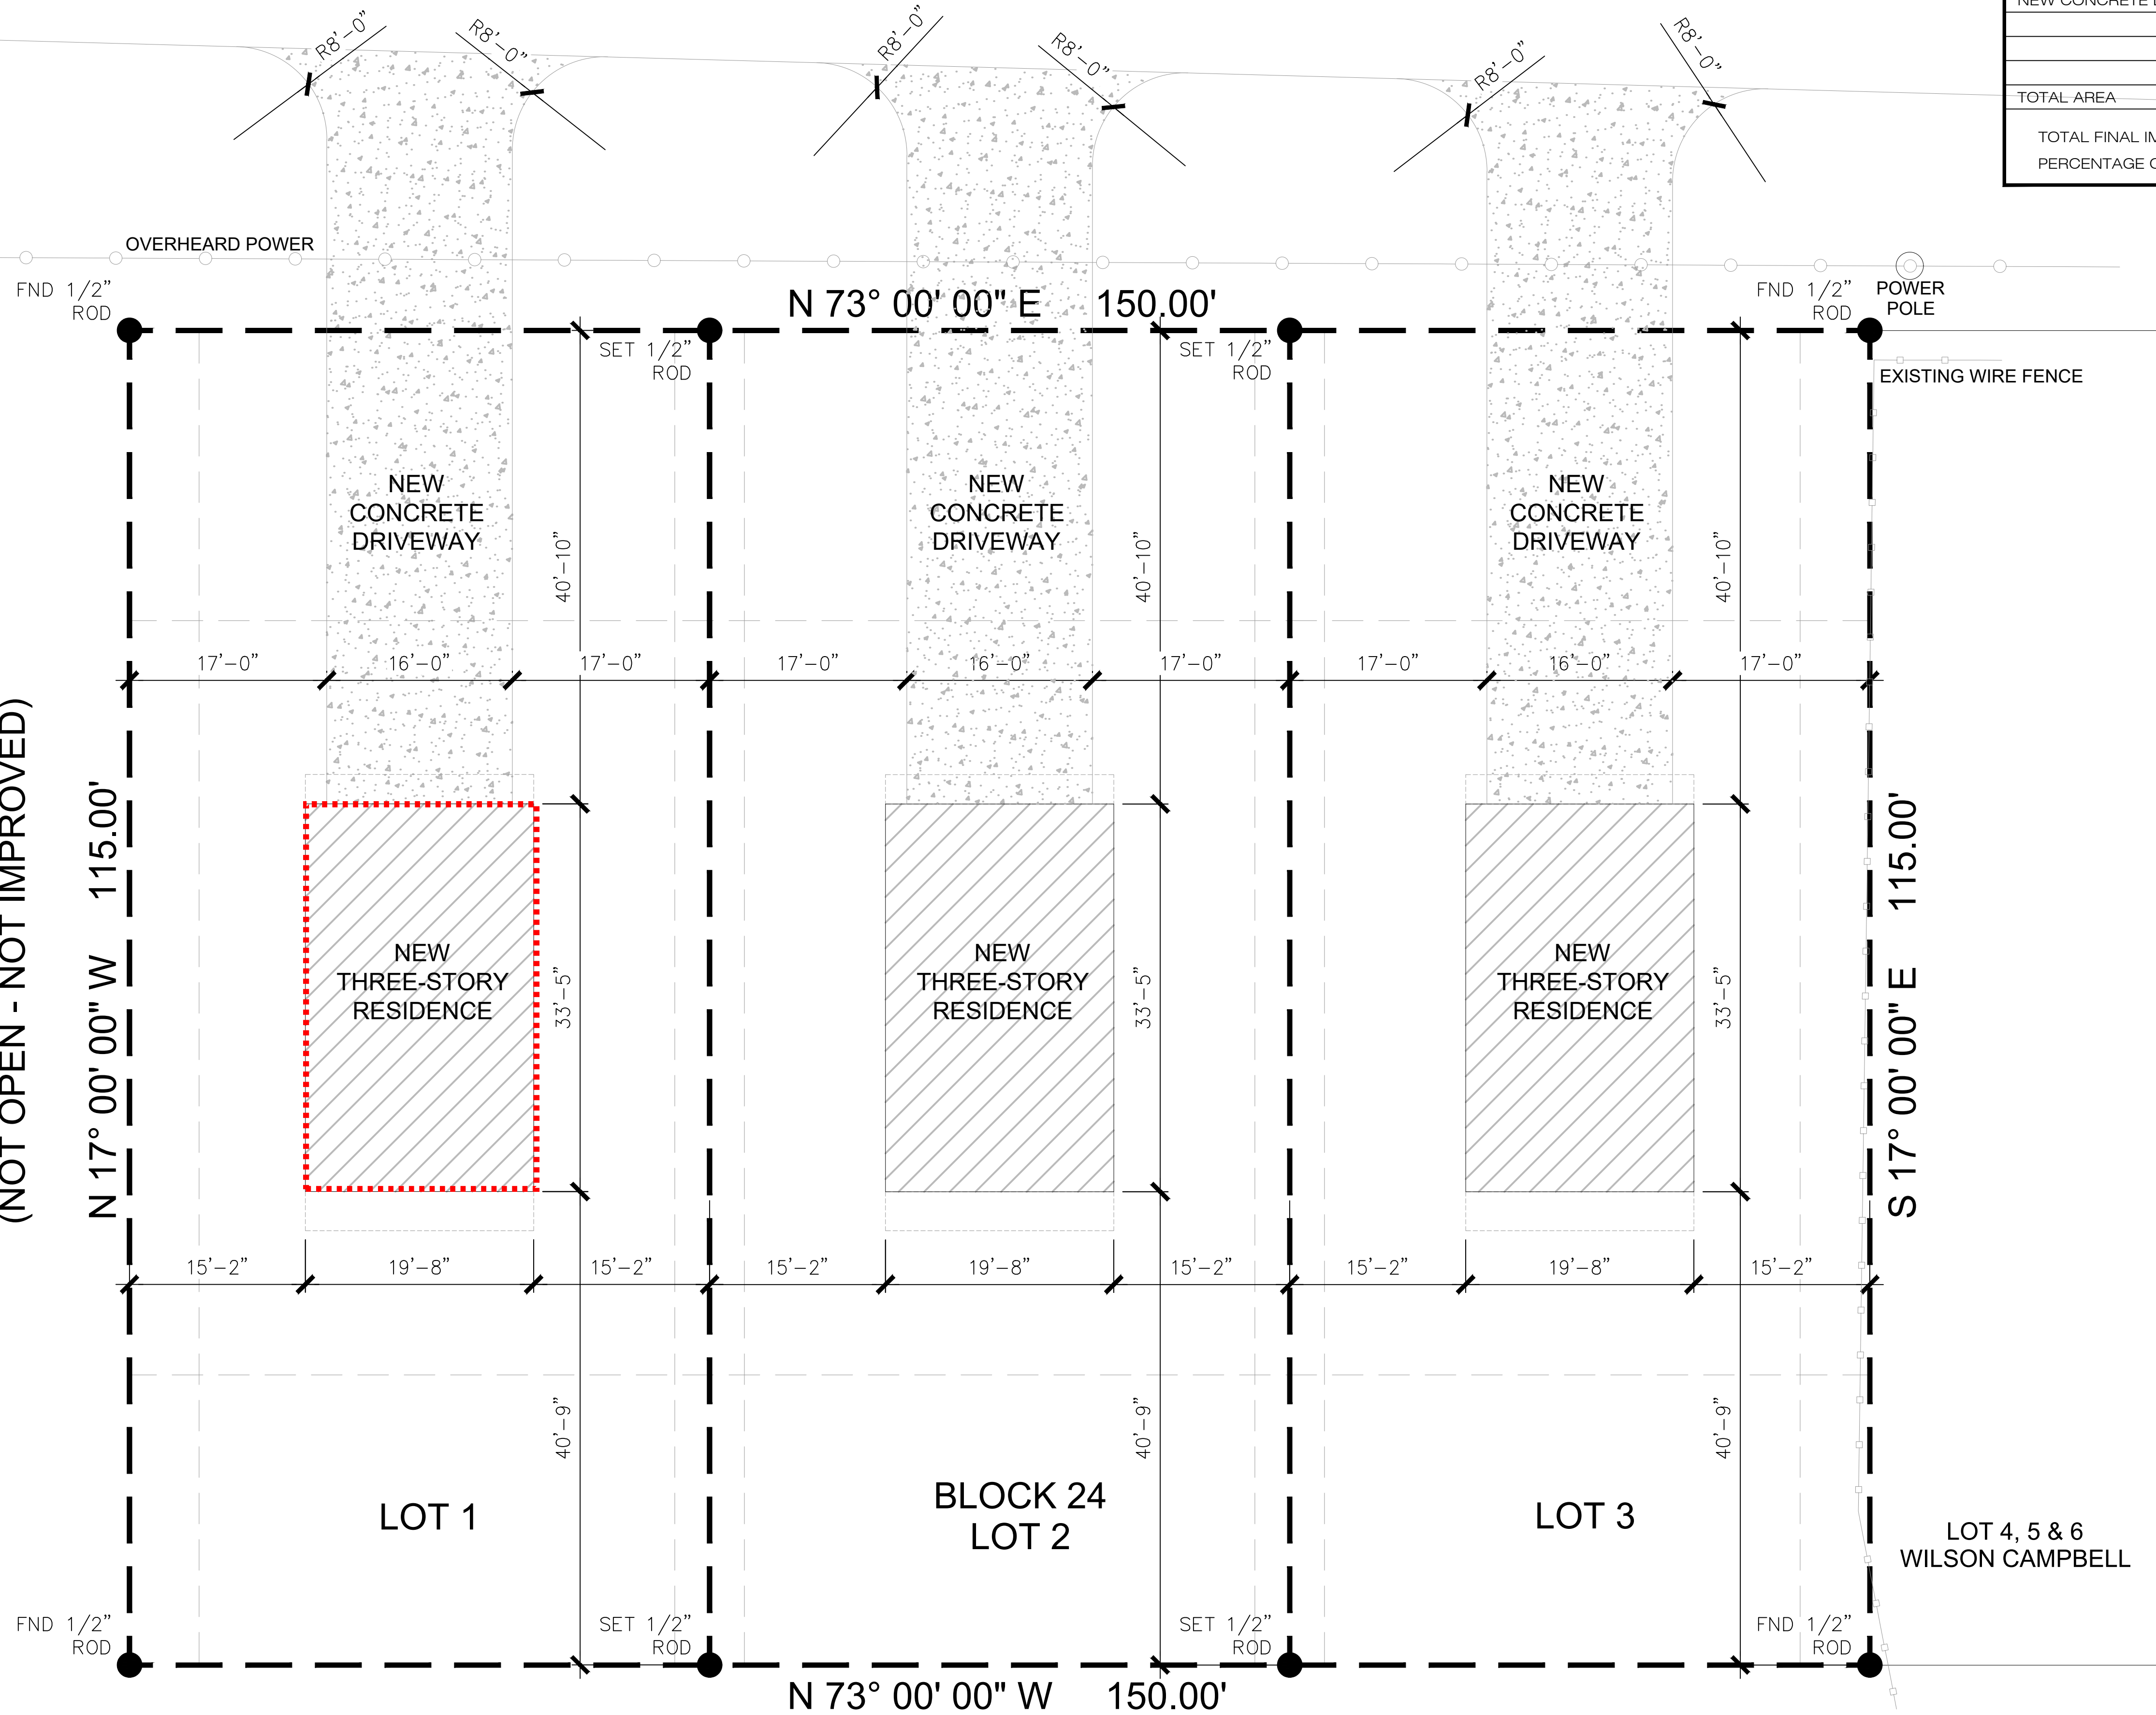 NEW CONCRETE
TOTAL AREA
TOTAL FINAL
PERCENTAGE
R8'-0"
R8'-0"
R8'-0"
R8'-0"
R8'-0"
R8'-0"
OVERHEARD POWER
FND 1/2"
ROD
N 73° 00' 00" E 150.00'
FND 1/2"
ROD
POWER
POLE
SET 1/2"
ROD
SET 1/2"
ROD
EXISTING WIRE FENCE
NEW
CONCRETE
DRIVEWAY
40'-10"
NEW
CONCRETE
DRIVEWAY
40'-10"
NEW
CONCRETE
DRIVEWAY
40'-10"
17'-0" 16'-0" 17'-0" 17'-0" 16'-0" 17'-0" 17'-0" 16'-0" 17'-0"
(NOT OPEN - NOT IMPROVED)
N 17° 00' 00" W 115.00'
NEW
THREE-STORY
RESIDENCE
33'-5"
NEW
THREE-STORY
RESIDENCE
33'-5"
NEW
THREE-STORY
RESIDENCE
33'-5"
S 17° 00' 00" E 115.00'
15'-2" 19'-8" 15'-2" 15'-2" 19'-8" 15'-2" 15'-2" 19'-8" 15'-2"
40'-9"
40'-9"
40'-9"
LOT 1
BLOCK 24
LOT 2
LOT 3
LOT 4, 5 & 6
WILSON CAMPBELL
FND 1/2"
ROD
SET 1/2"
ROD
SET 1/2"
ROD
FND 1/2"
ROD
N 73° 00' 00" W 150.00'